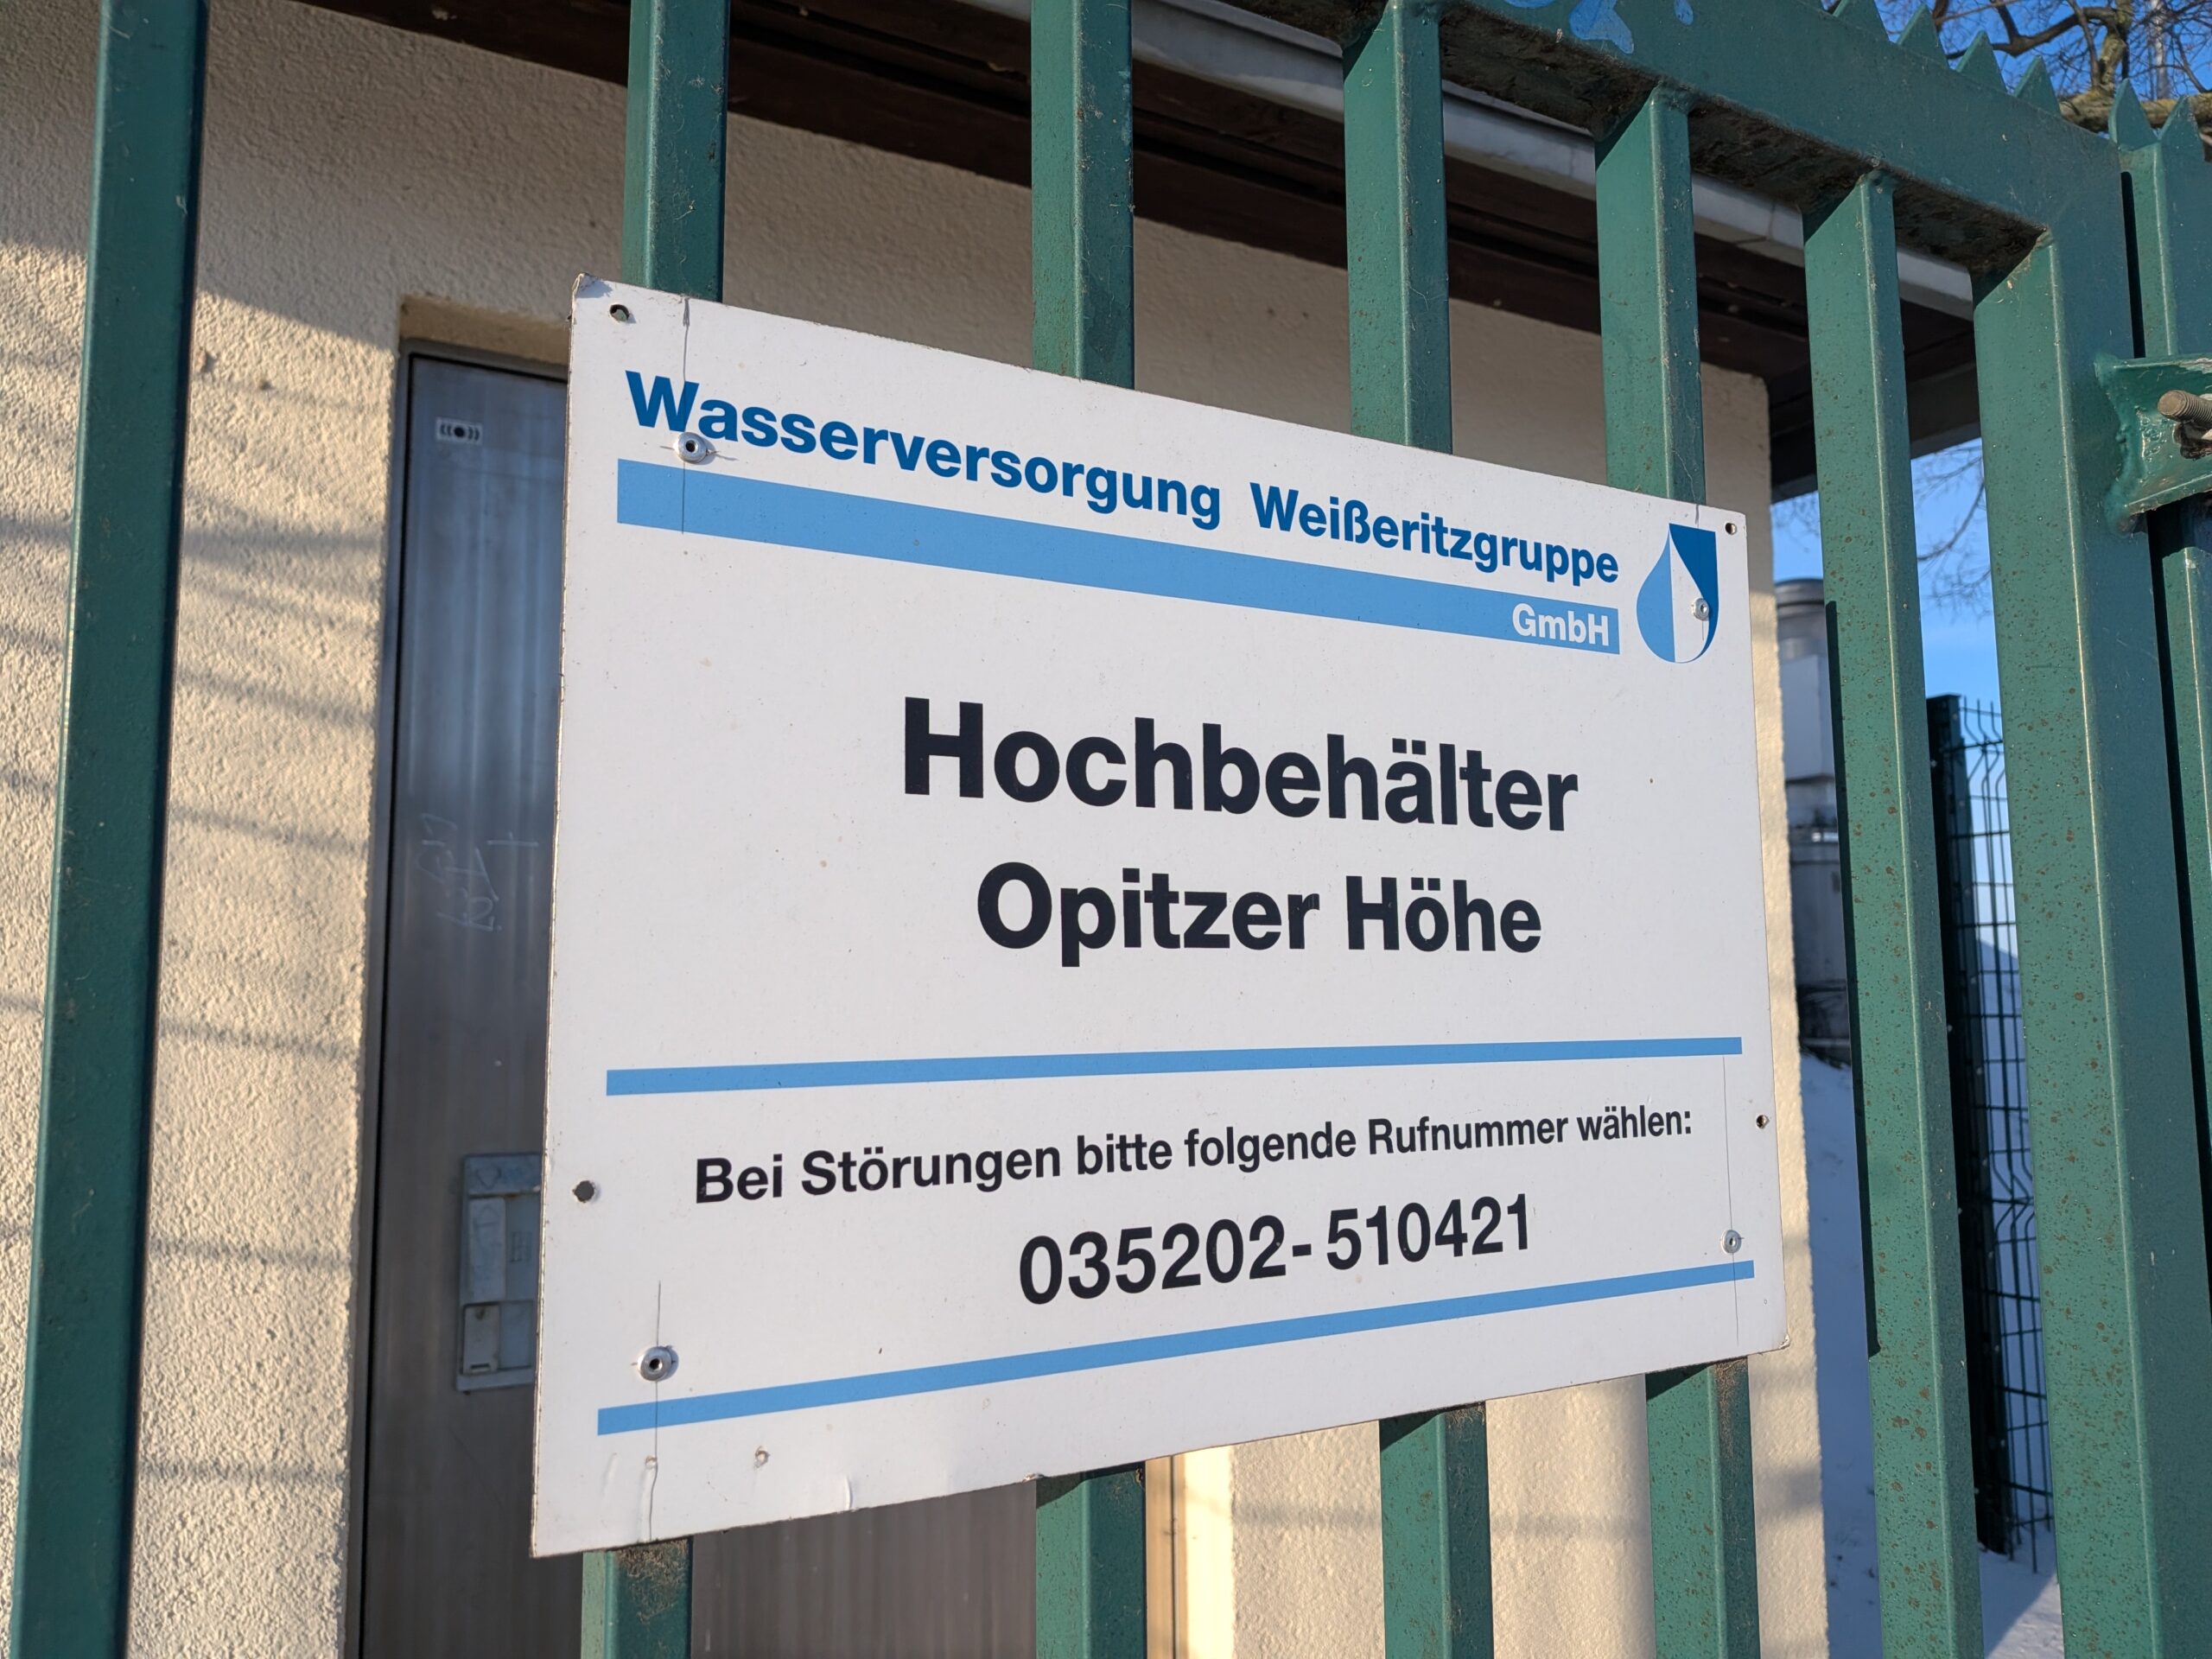 Wasserversorgung Weißeritzgruppe
GmbH
Hochbehälter
Opitzer Höhe
Bei Störungen bitte folgende Rufnummer wählen:
035202-510421